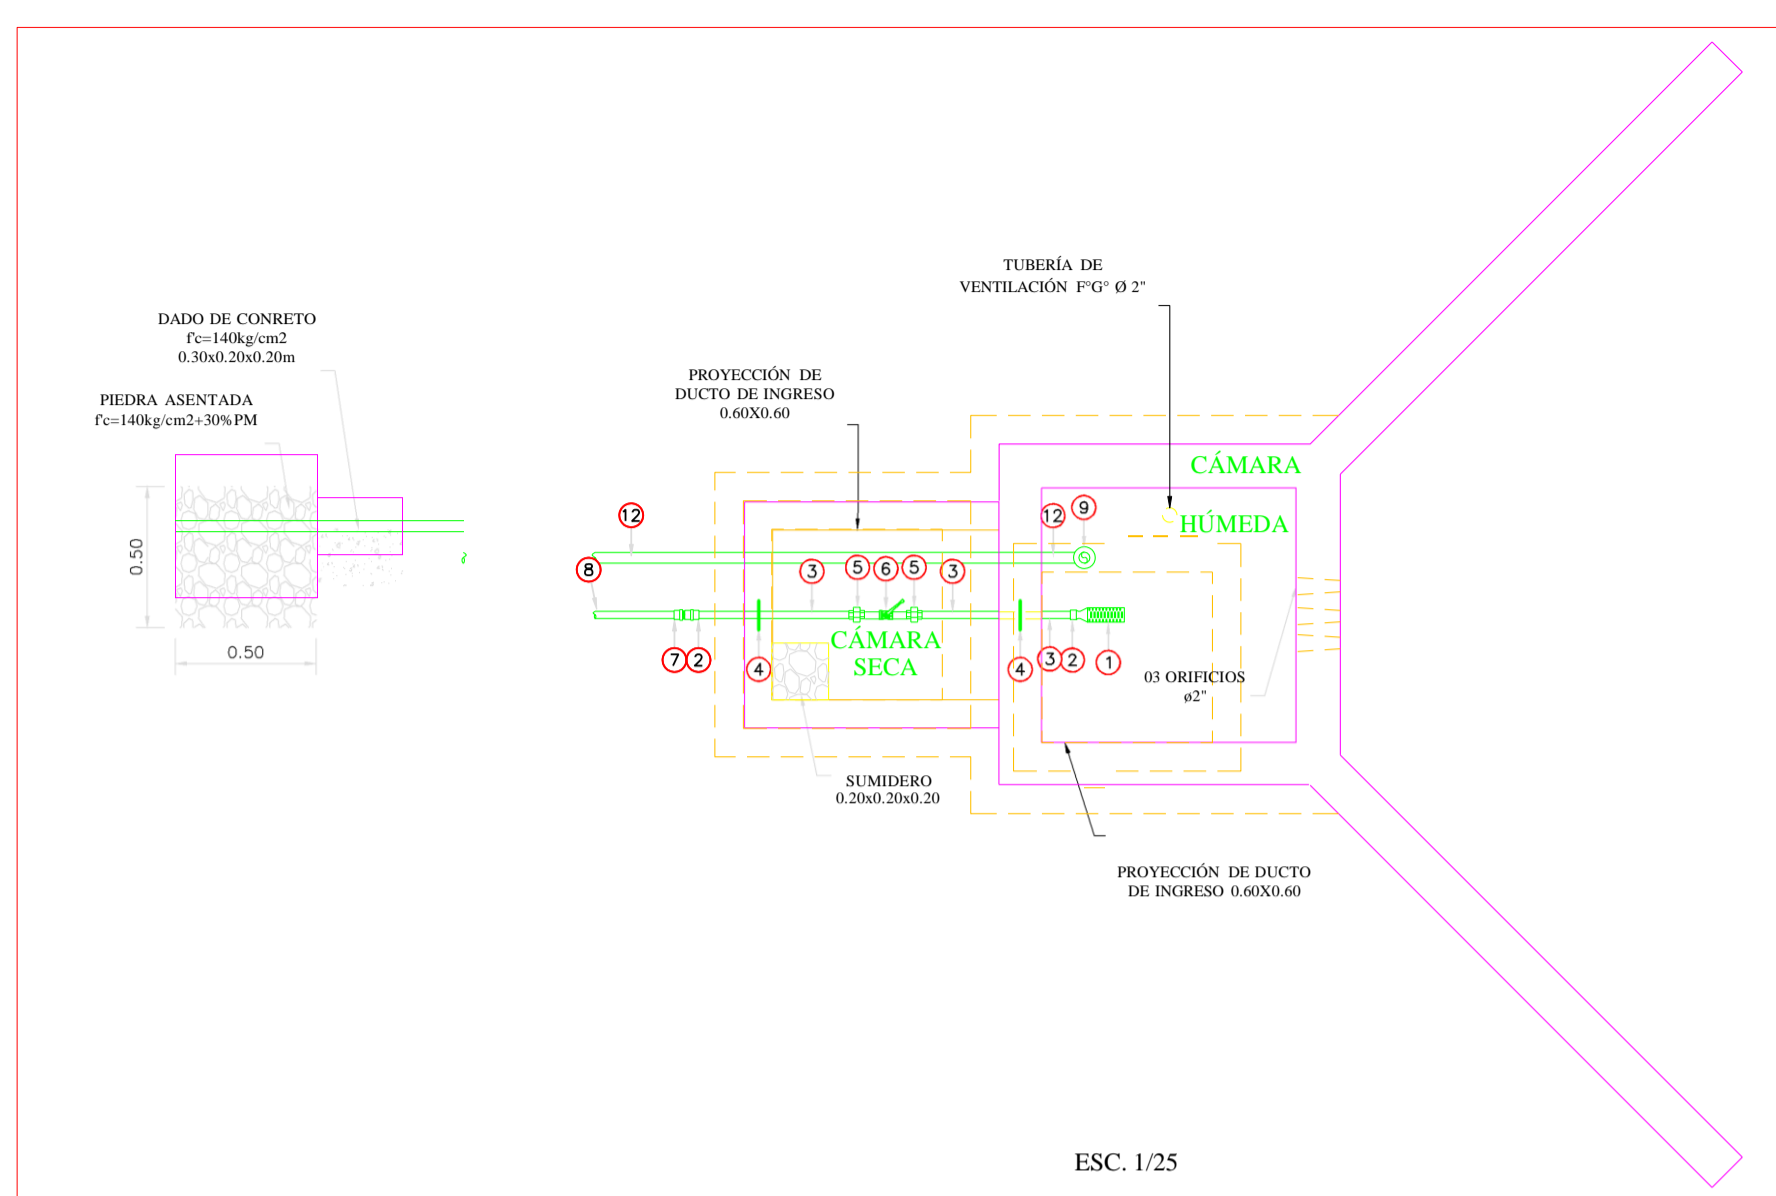 TUBERÍA DE
VENTILACIÓN F°G° Ø 2"
DADO DE CONRETO
f'c=140kg/cm2
0.30x0.20x0.20m
PIEDRA ASENTADA
f'c=140kg/cm2+30%PM
PROYECCIÓN DE
DUCTO DE INGRESO
0.60X0.60
CÁMARA
HÚMEDA
12
12
9
8
3
5
6
5
3
0.50
0.50
CÁMARA
SECA
7
2
4
4
3
2
1
03 ORIFICIOS
ø2"
SUMIDERO
0.20x0.20x0.20
PROYECCIÓN DE DUCTO
DE INGRESO 0.60X0.60
ESC. 1/25